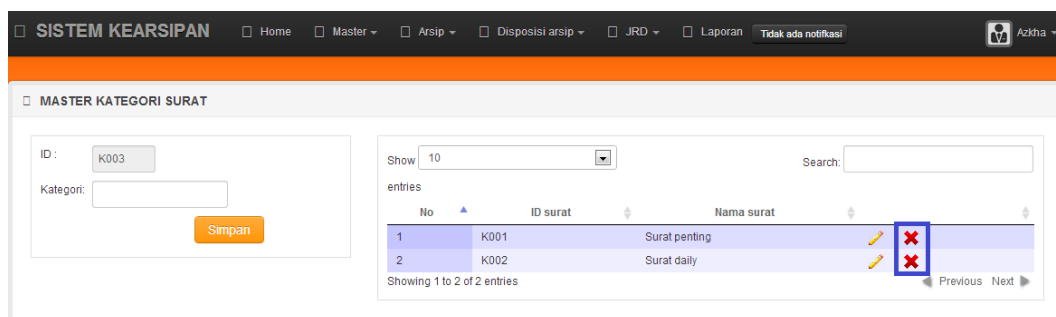 SISTEM KEARSIPAN Home Master Arsip Disposisi arsip JRD Laporan Tidak ada notifkasi Azkha
MASTER KATEGORI SURAT
ID : K003
Kategori:
Simpan
Show 10 entries
Search:
No ID surat Nama surat
1 K001 Surat penting
2 K002 Surat daily
Showing 1 to 2 of 2 entries
Previous Next